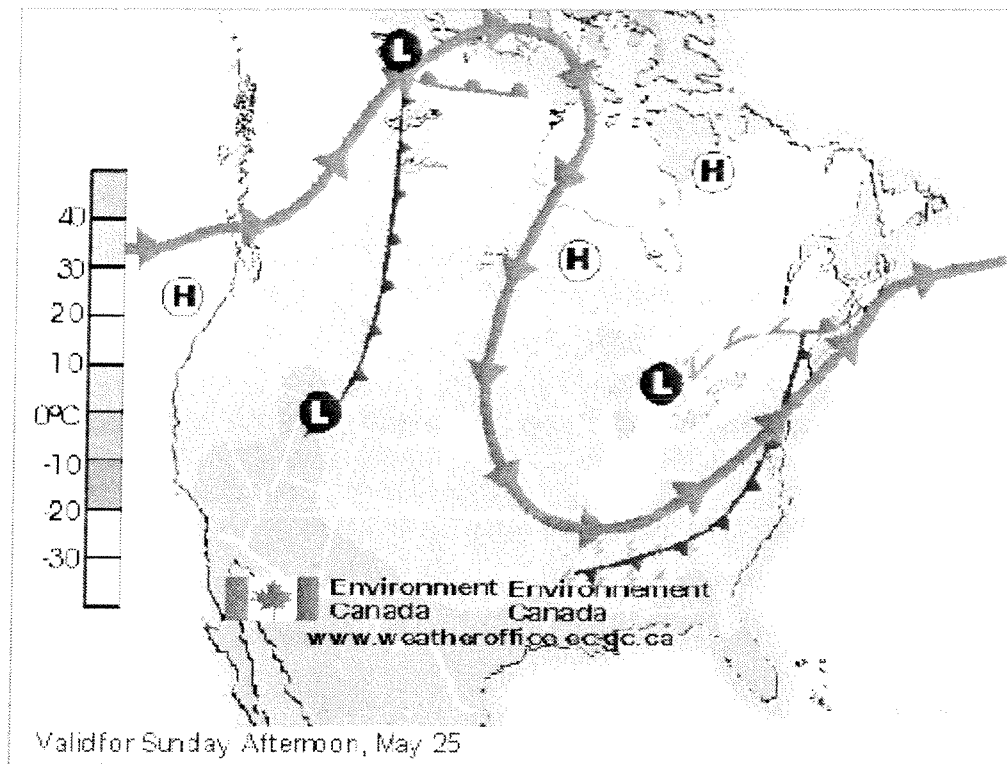 L
H
40
30
H
H
20
10
L
0°C
L
-10
-20
-30
Environment Environnement
Canada Canada
www.weatheroffice.ec.gc.ca
Valid for Sunday Afternoon, May 25